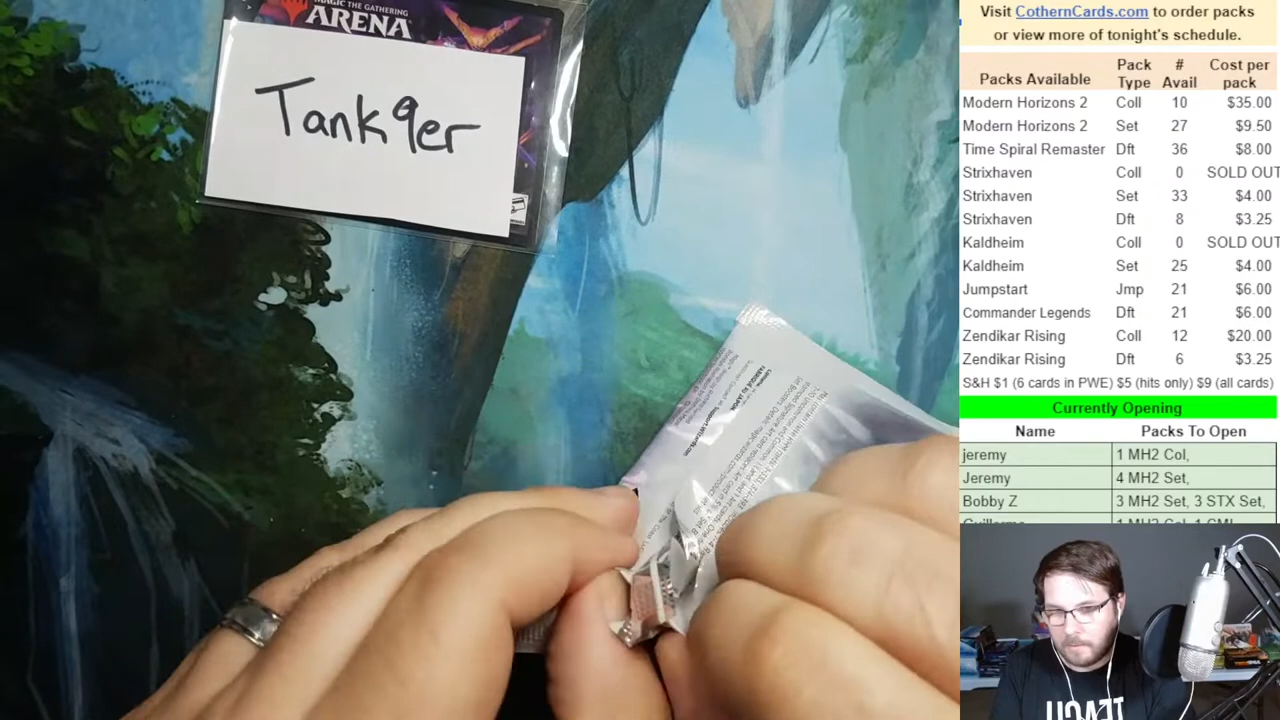 MAGIC THE GATHERING
ARENA
Tank9er
FABRIQUÉ AU JAPON
Visit CothernCards.com to order packs
or view more of tonight's schedule.
Packs Available Pack Type # Avail Cost per pack
Modern Horizons 2 Coll 10 $35.00
Modern Horizons 2 Set 27 $9.50
Time Spiral Remaster Dft 36 $8.00
Strixhaven Coll 0 SOLD OUT
Strixhaven Set 33 $4.00
Strixhaven Dft 8 $3.25
Kaldheim Coll 0 SOLD OUT
Kaldheim Set 25 $4.00
Jumpstart Jmp 21 $6.00
Commander Legends Dft 21 $6.00
Zendikar Rising Coll 12 $20.00
Zendikar Rising Dft 6 $3.25
S&H $1 (6 cards in PWE) $5 (hits only) $9 (all cards)
Currently Opening
Name Packs To Open
jeremy 1 MH2 Col,
Jeremy 4 MH2 Set,
Bobby Z 3 MH2 Set, 3 STX Set,
TEACH